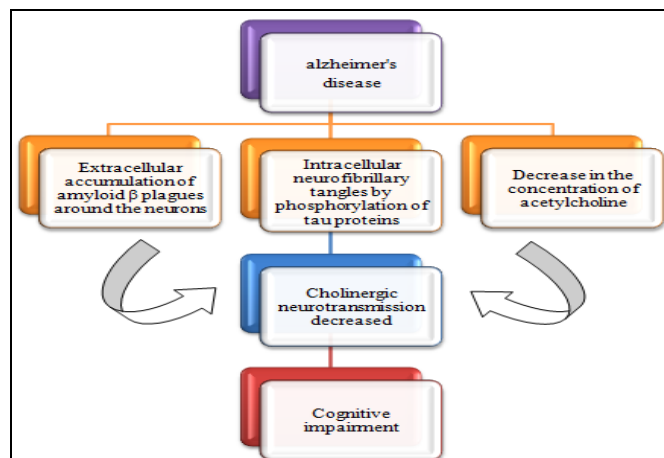 alzheimer's
disease
Extracellular
accumulation of
amyloid β plagues
around the neurons
Intracellular
neurofibrillary
tangles by
phosphorylation of
tau proteins
Decrease in the
concentration of
acetylcholine
Cholinergic
neurotransmission
decreased
Cognitive
impairment